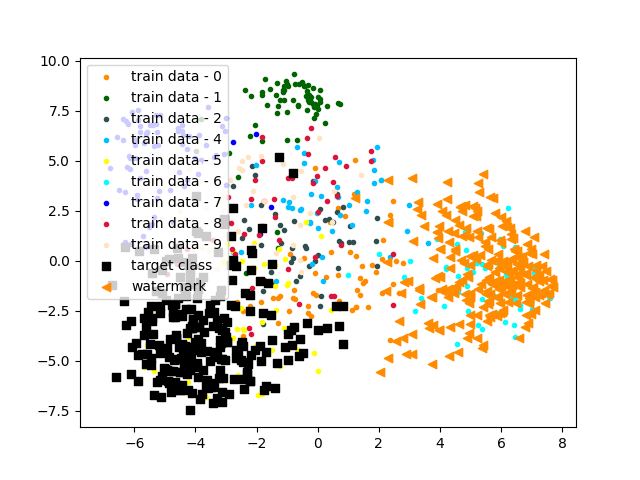 10.0
7.5
5.0
2.5
0.0
−2.5
−5.0
−7.5
train data - 0
train data - 1
train data - 2
train data - 4
train data - 5
train data - 6
train data - 7
train data - 8
train data - 9
target class
watermark
−6 −4 −2 0 2 4 6 8